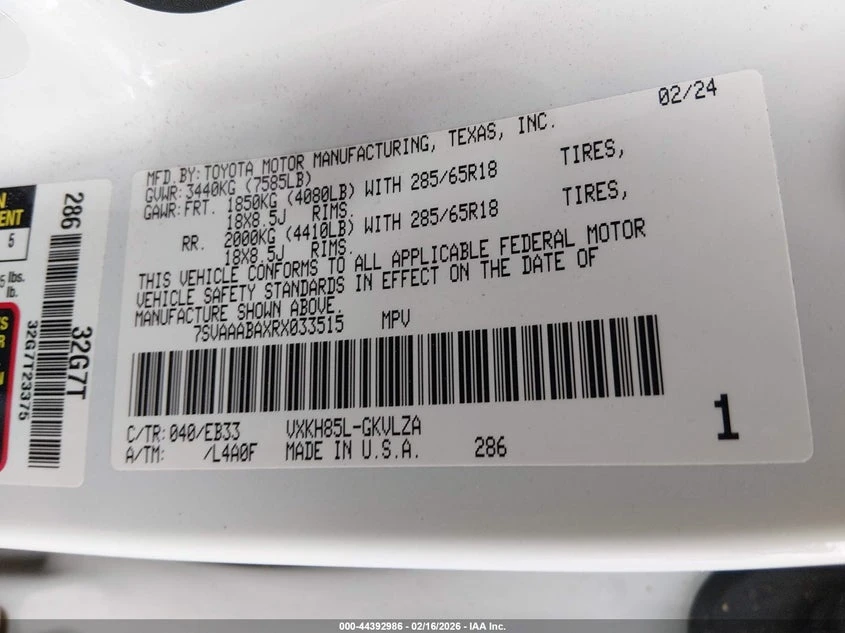 02/24
MFD.BY:TOYOTA MOTOR MANUFACTURING, TEXAS, INC.
GVWR:3440KG (7585LB)
GAWR:FRT. 1850KG (4080LB) WITH 285/65R18 TIRES,
18X8.5J RIMS.
RR. 2000KG (4410LB) WITH 285/65R18 TIRES,
18X8.5J RIMS.
THIS VEHICLE CONFORMS TO ALL APPLICABLE FEDERAL MOTOR
VEHICLE SAFETY STANDARDS IN EFFECT ON THE DATE OF
MANUFACTURE SHOWN ABOVE.
7SVAAABAXRX033515 MPV
C/TR:040/EB33 VXKH85L-GKVLZA
A/TM: /L4A0F MADE IN U.S.A. 286
1
286
32G7T
32G7T23375
5
lbs.
lb.
000-44392986 - 02/16/2026 - IAA Inc.